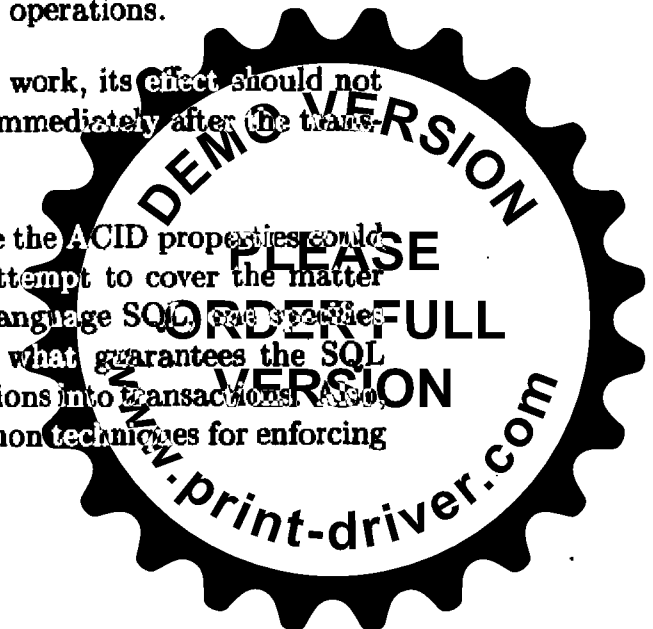 operations.
work, its effect should not
mmediately after the trans-
e the ACID properties could
ttempt to cover the matter
anguage SQL, one specifies
what guarantees the SQL
ions into transactions. Also,
mon techniques for enforcing
DEMO VERSION
PLEASE
ORDER FULL
VERSION
www.print-driver.com